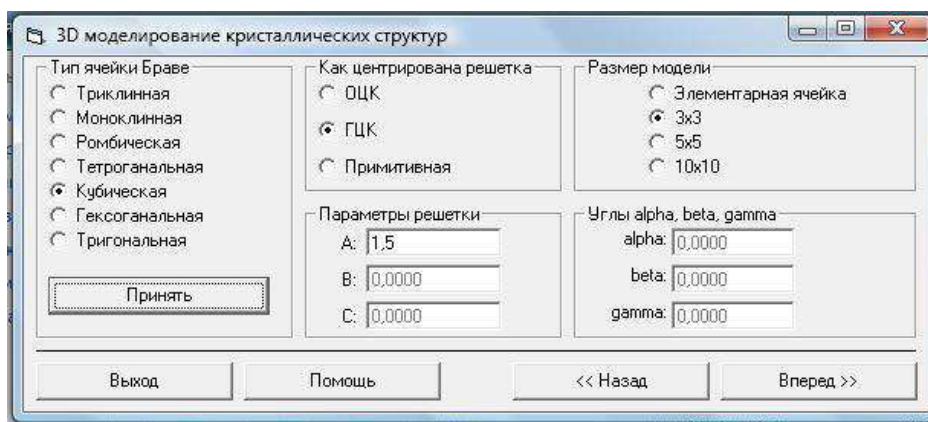 3D моделирование кристаллических структур
Тип ячейки Браве
Триклинная
Моноклинная
Ромбическая
Тетроганальная
Кубическая
Гексоганальная
Тригональная
Принять
Как центрирована решетка
ОЦК
ГЦК
Примитивная
Размер модели
Элементарная ячейка
3x3
5x5
10x10
Параметры решетки
A: 1,5
B: 0,0000
C: 0,0000
Углы alpha, beta, gamma
alpha: 0,0000
beta: 0,0000
gamma: 0,0000
Выход
Помощь
<< Назад
Вперед >>